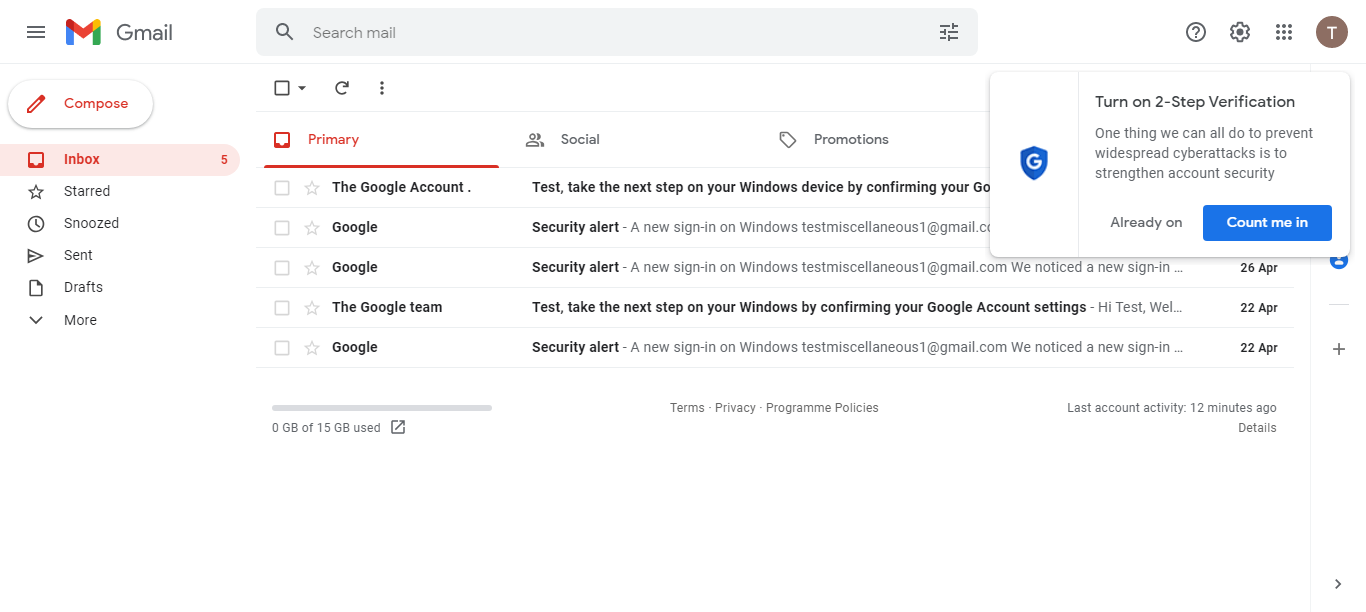 Gmail
Search mail
T
Compose
Inbox 5
Starred
Snoozed
Sent
Drafts
More
Primary
Social
Promotions
The Google Account . Test, take the next step on your Windows device by confirming your Go
Google Security alert - A new sign-in on Windows testmiscellaneous1@gmail.c
Google Security alert - A new sign-in on Windows testmiscellaneous1@gmail.com We noticed a new sign-in … 26 Apr
The Google team Test, take the next step on your Windows by confirming your Google Account settings - Hi Test, Wel… 22 Apr
Google Security alert - A new sign-in on Windows testmiscellaneous1@gmail.com We noticed a new sign-in … 22 Apr
Turn on 2-Step Verification
One thing we can all do to prevent
widespread cyberattacks is to
strengthen account security
Already on
Count me in
0 GB of 15 GB used
Terms · Privacy · Programme Policies
Last account activity: 12 minutes ago
Details